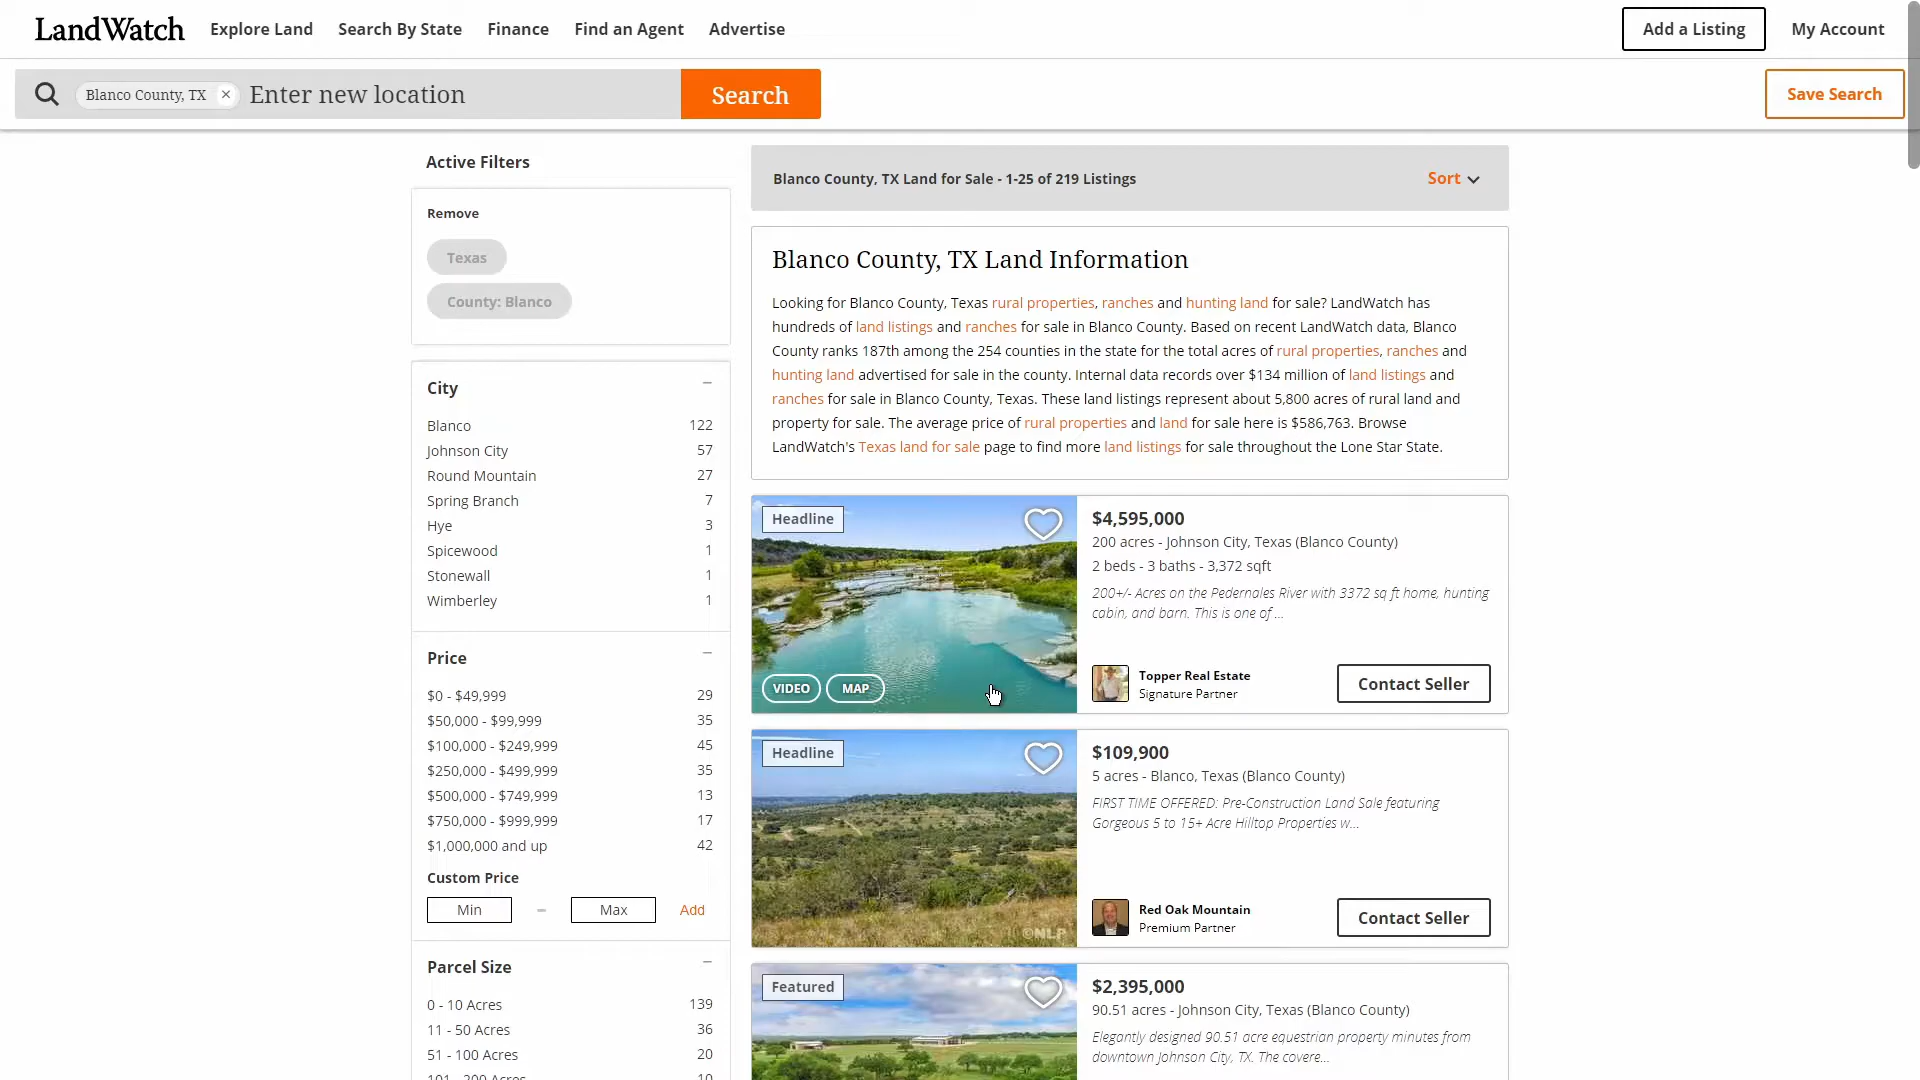 LandWatch
Explore Land
Search By State
Finance
Find an Agent
Advertise
Add a Listing
My Account
Blanco County, TX ×
Enter new location
Search
Save Search
Active Filters
Remove
Texas
County: Blanco
City
Blanco 122
Johnson City 57
Round Mountain 27
Spring Branch 7
Hye 3
Spicewood 1
Stonewall 1
Wimberley 1
Price
$0 - $49,999 29
$50,000 - $99,999 35
$100,000 - $249,999 45
$250,000 - $499,999 35
$500,000 - $749,999 13
$750,000 - $999,999 17
$1,000,000 and up 42
Custom Price
Min – Max Add
Parcel Size
0 - 10 Acres 139
11 - 50 Acres 36
51 - 100 Acres 20
101 - 200 Acres 10
Blanco County, TX Land for Sale - 1-25 of 219 Listings
Sort
Blanco County, TX Land Information
Looking for Blanco County, Texas rural properties, ranches and hunting land for sale? LandWatch has
hundreds of land listings and ranches for sale in Blanco County. Based on recent LandWatch data, Blanco
County ranks 187th among the 254 counties in the state for the total acres of rural properties, ranches and
hunting land advertised for sale in the county. Internal data records over $134 million of land listings and
ranches for sale in Blanco County, Texas. These land listings represent about 5,800 acres of rural land and
property for sale. The average price of rural properties and land for sale here is $586,763. Browse
LandWatch's Texas land for sale page to find more land listings for sale throughout the Lone Star State.
Headline
VIDEO
MAP
$4,595,000
200 acres - Johnson City, Texas (Blanco County)
2 beds - 3 baths - 3,372 sqft
200+/- Acres on the Pedernales River with 3372 sq ft home, hunting
cabin, and barn. This is one of ...
Topper Real Estate
Signature Partner
Contact Seller
Headline
©NLP
$109,900
5 acres - Blanco, Texas (Blanco County)
FIRST TIME OFFERED: Pre-Construction Land Sale featuring
Gorgeous 5 to 15+ Acre Hilltop Properties w...
Red Oak Mountain
Premium Partner
Contact Seller
Featured
$2,395,000
90.51 acres - Johnson City, Texas (Blanco County)
Elegantly designed 90.51 acre equestrian property minutes from
downtown Johnson City, TX. The covere...